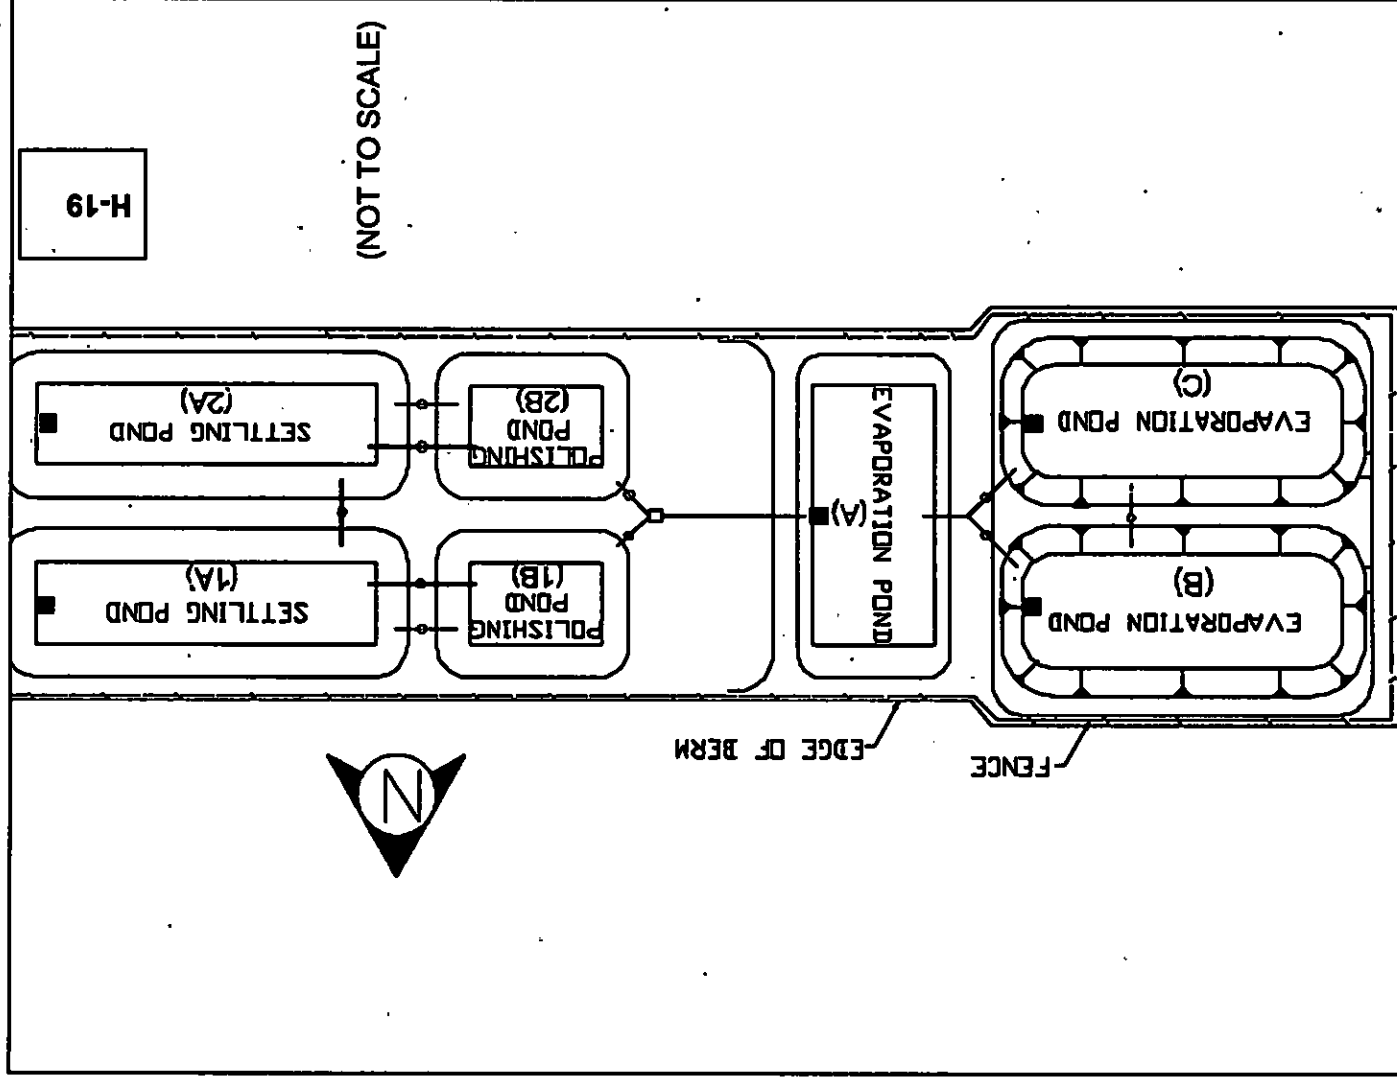 H-19
(NOT TO SCALE)
SETTLING POND
(2A)
POLISHING
POND
(2B)
SETTLING POND
(1A)
POLISHING
POND
(1B)
EVAPORATION POND
(A)
EVAPORATION POND
(C)
EVAPORATION POND
(B)
EDGE OF BERM
FENCE
N